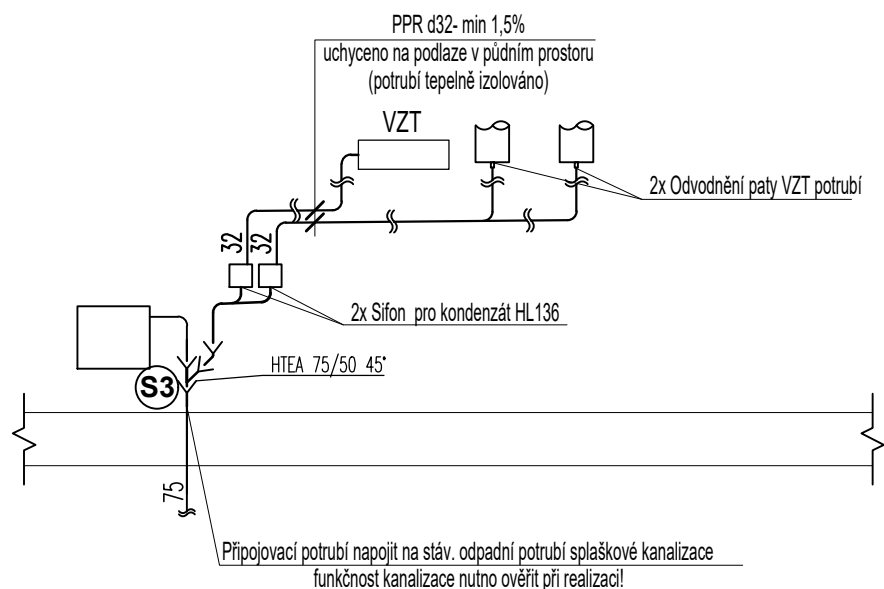 PPR d32- min 1,5%
uchyceno na podlaze v půdním prostoru
(potrubí tepelně izolováno)
VZT
2x Odvodnění paty VZT potrubí
32
32
2x Sifon pro kondenzát HL136
HTEA 75/50 45°
S3
75
Připojovací potrubí napojit na stáv. odpadní potrubí splaškové kanalizace
funkčnost kanalizace nutno ověřit při realizaci!